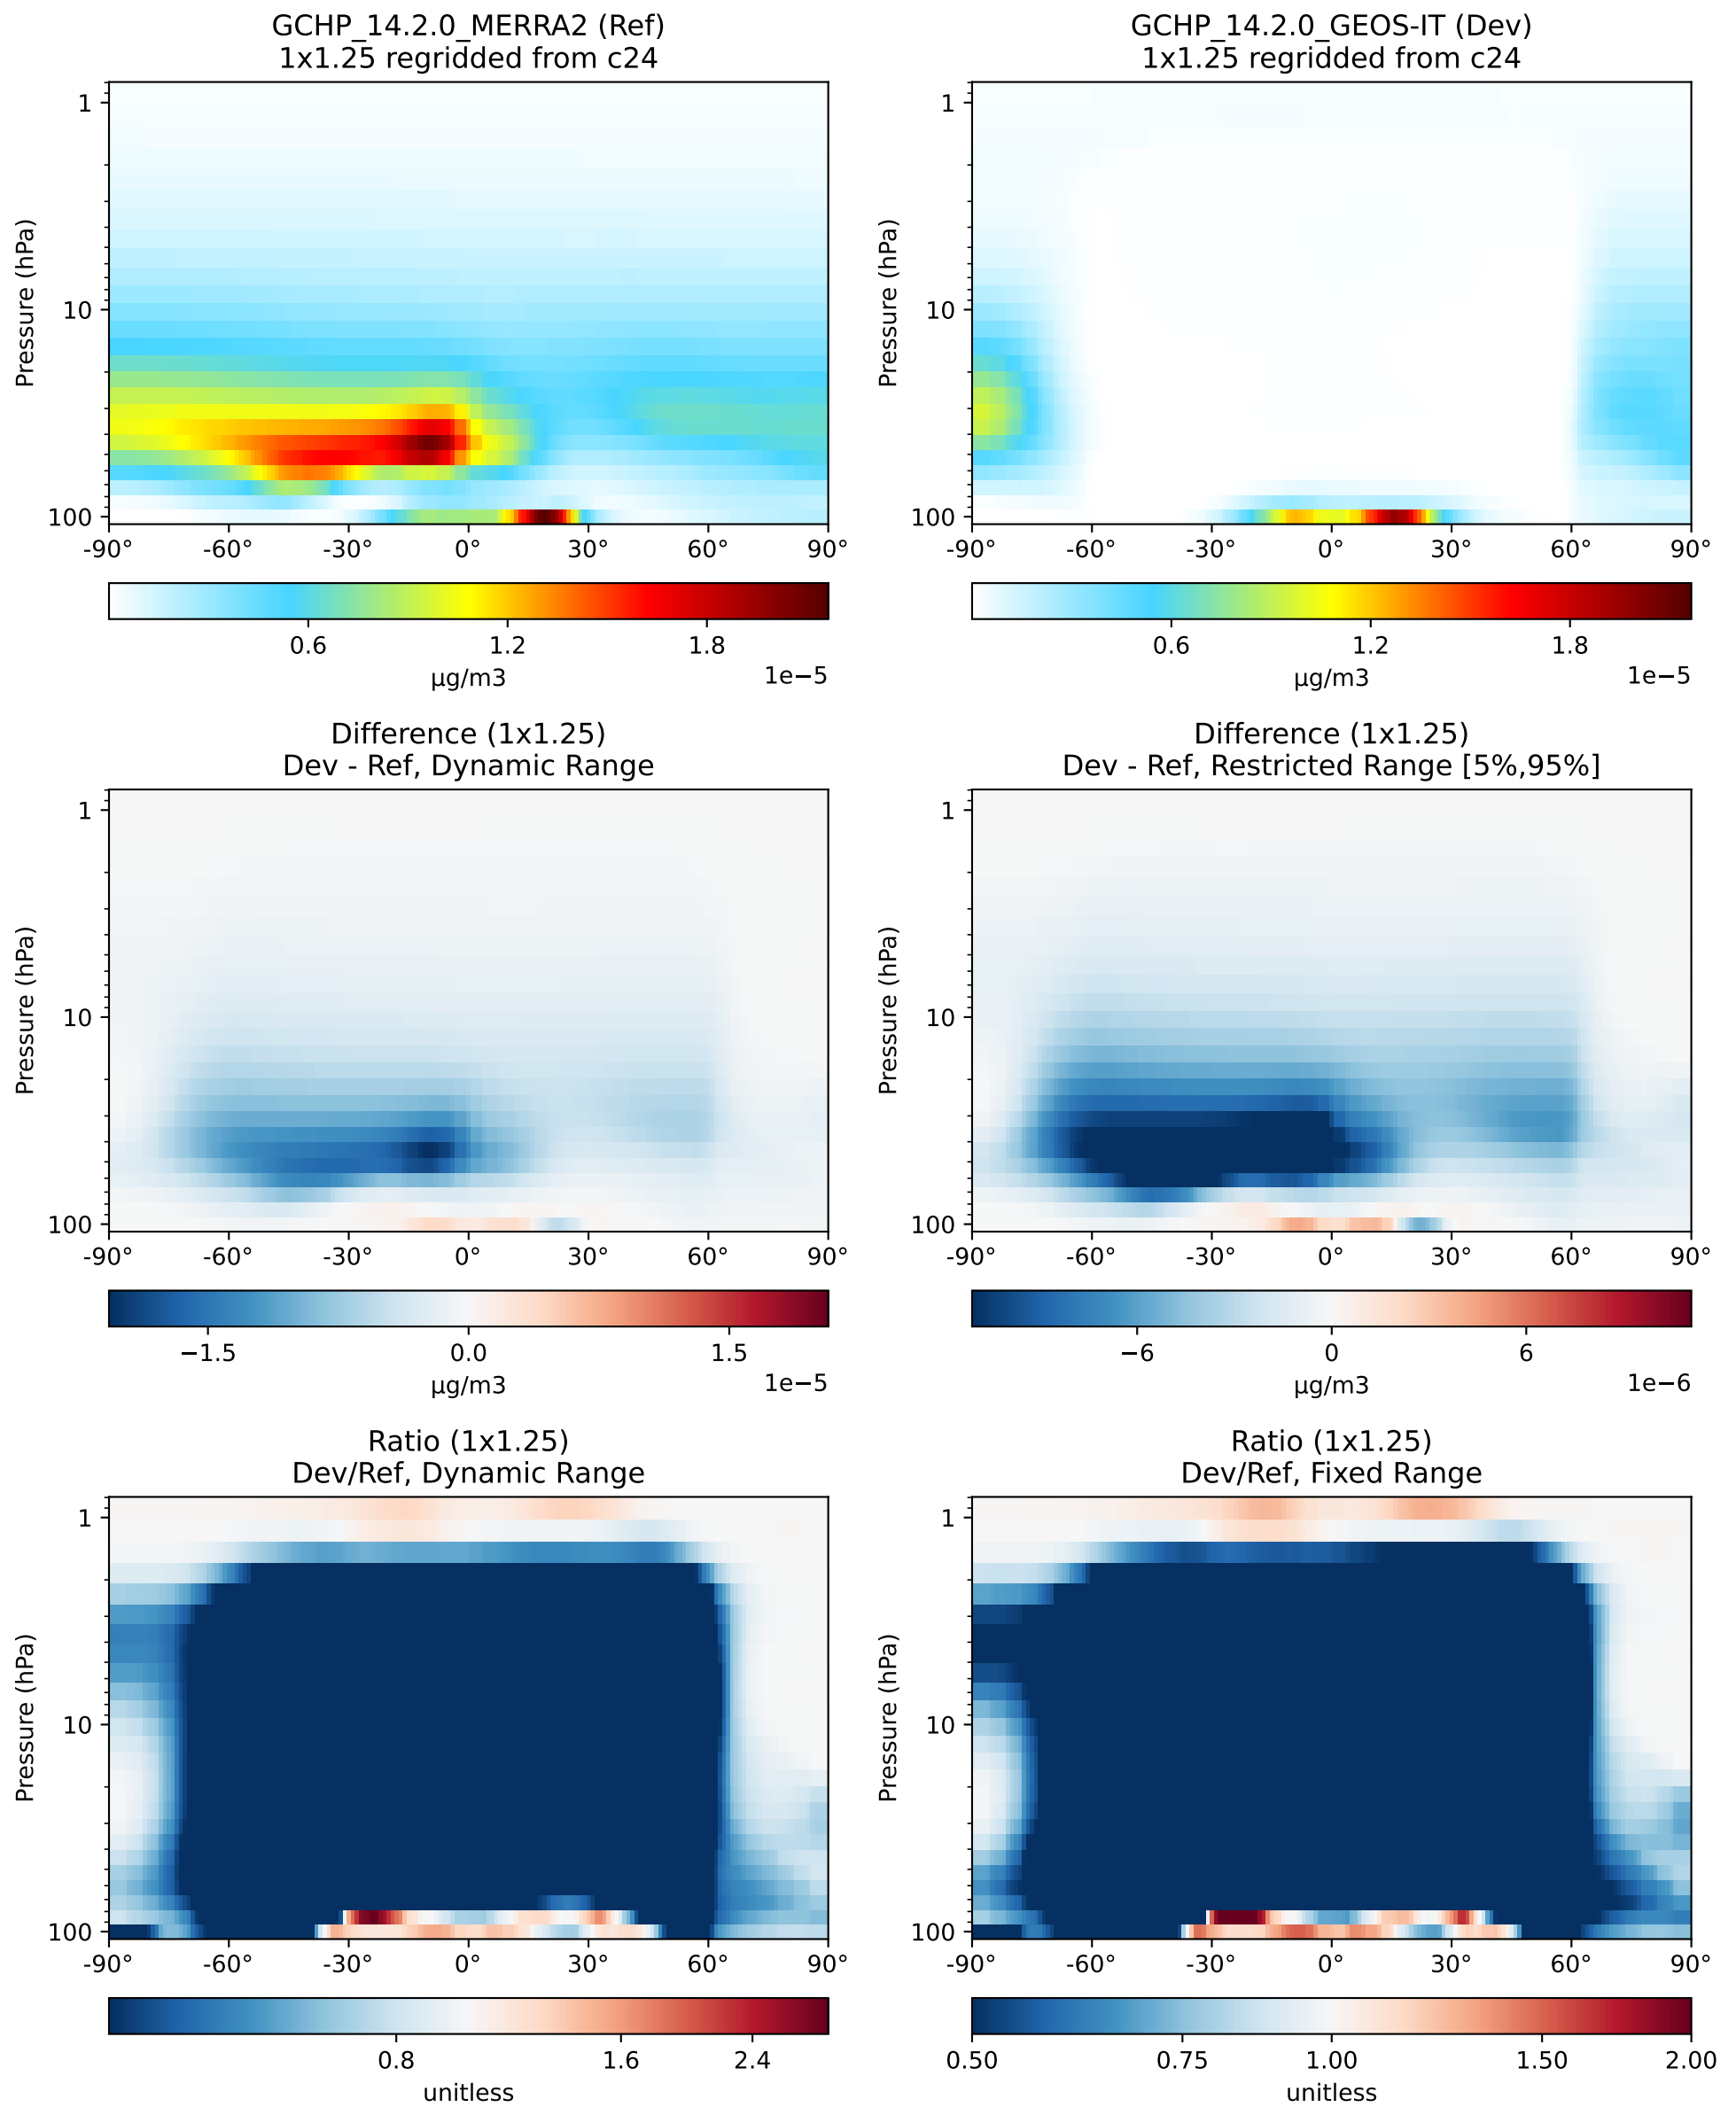 GCHP_14.2.0_MERRA2 (Ref)
1x1.25 regridded from c24
Pressure (hPa)
1
10
100
-90° -60° -30° 0° 30° 60° 90°
0.6 1.2 1.8
µg/m3 1e−5
GCHP_14.2.0_GEOS-IT (Dev)
1x1.25 regridded from c24
Pressure (hPa)
1
10
100
-90° -60° -30° 0° 30° 60° 90°
0.6 1.2 1.8
µg/m3 1e−5
Difference (1x1.25)
Dev - Ref, Dynamic Range
Pressure (hPa)
1
10
100
-90° -60° -30° 0° 30° 60° 90°
−1.5 0.0 1.5
µg/m3 1e−5
Difference (1x1.25)
Dev - Ref, Restricted Range [5%,95%]
Pressure (hPa)
1
10
100
-90° -60° -30° 0° 30° 60° 90°
−6 0 6
µg/m3 1e−6
Ratio (1x1.25)
Dev/Ref, Dynamic Range
Pressure (hPa)
1
10
100
-90° -60° -30° 0° 30° 60° 90°
0.8 1.6 2.4
unitless
Ratio (1x1.25)
Dev/Ref, Fixed Range
Pressure (hPa)
1
10
100
-90° -60° -30° 0° 30° 60° 90°
0.50 0.75 1.00 1.50 2.00
unitless